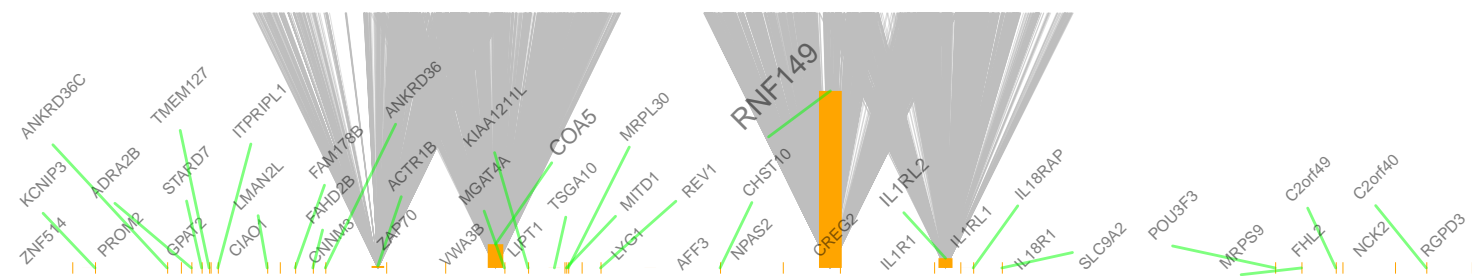 ANKRD36C
TMEM127
ITPRIPL1
ANKRD36
KIAA1211L
COA5
MRPL30
RNF149
KCNIP3
ADRA2B
STARD7
LMAN2L
FAM178B
FAHD2B
ACTR1B
MGAT4A
TSGA10
MITD1
REV1
CHST10
IL1RL2
IL18RAP
C2orf49
C2orf40
ZNF514
PROM2
GPAT2
CIAO1
CNNM3
ZAP70
VWA3B
LIPT1
LYG1
AFF3
NPAS2
CREG2
IL1R1
IL1RL1
IL18R1
SLC9A2
POU3F3
MRPS9
FHL2
NCK2
RGPD3